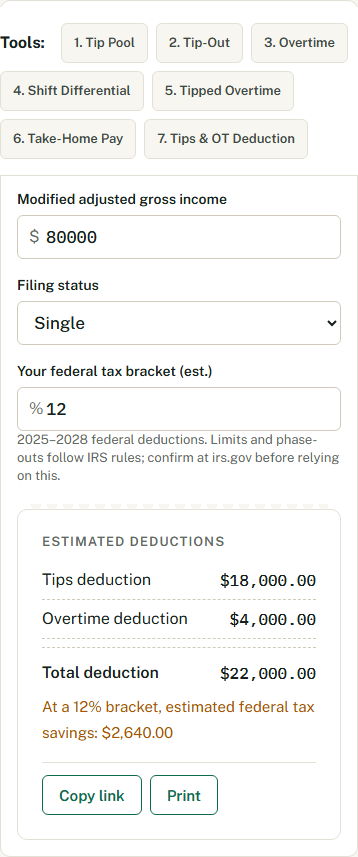 Tools: 1. Tip Pool 2. Tip-Out 3. Overtime
4. Shift Differential 5. Tipped Overtime
6. Take-Home Pay 7. Tips & OT Deduction
Modified adjusted gross income
$ 80000
Filing status
Single
Your federal tax bracket (est.)
% 12
2025–2028 federal deductions. Limits and phase-
outs follow IRS rules; confirm at irs.gov before relying
on this.
ESTIMATED DEDUCTIONS
Tips deduction $18,000.00
Overtime deduction $4,000.00
Total deduction $22,000.00
At a 12% bracket, estimated federal tax
savings: $2,640.00
Copy link Print